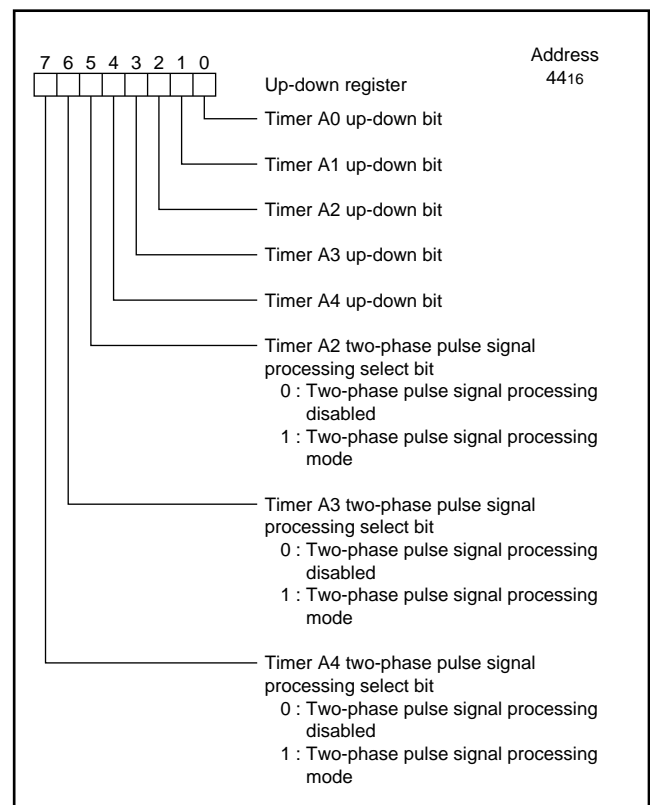 Address
4416
7 6 5 4 3 2 1 0
Up-down register
Timer A0 up-down bit
Timer A1 up-down bit
Timer A2 up-down bit
Timer A3 up-down bit
Timer A4 up-down bit
Timer A2 two-phase pulse signal
processing select bit
0 : Two-phase pulse signal processing
disabled
1 : Two-phase pulse signal processing
mode
Timer A3 two-phase pulse signal
processing select bit
0 : Two-phase pulse signal processing
disabled
1 : Two-phase pulse signal processing
mode
Timer A4 two-phase pulse signal
processing select bit
0 : Two-phase pulse signal processing
disabled
1 : Two-phase pulse signal processing
mode